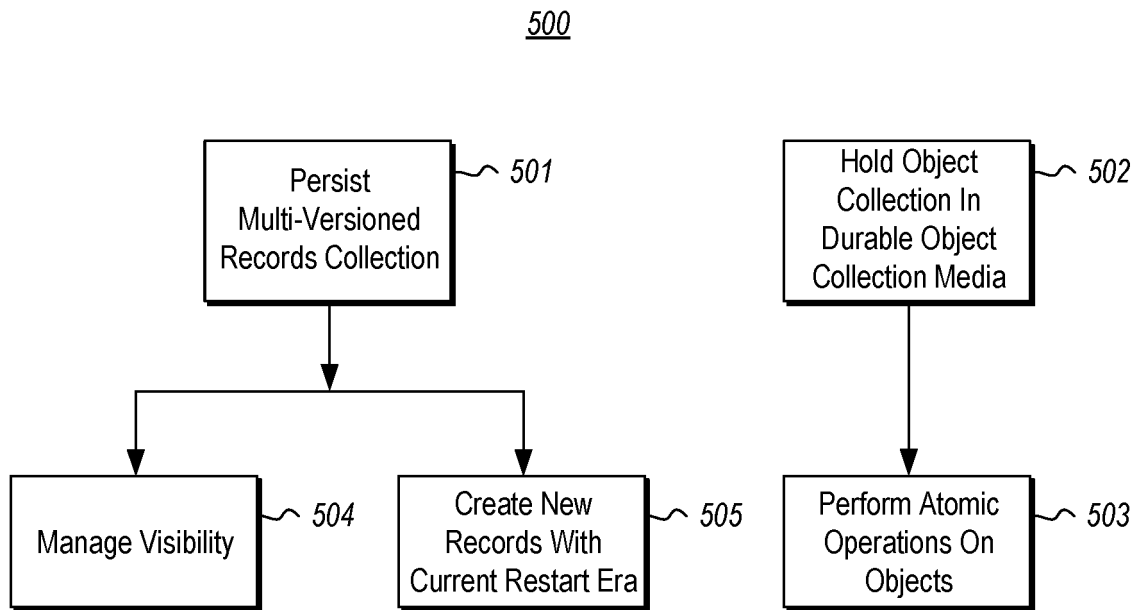 500
Persist
Multi-Versioned
Records Collection
501
Hold Object
Collection In
Durable Object
Collection Media
502
Manage Visibility
504
Create New
Records With
Current Restart Era
505
Perform Atomic
Operations On
Objects
503